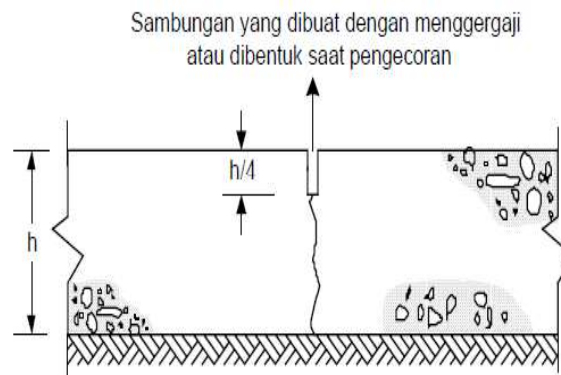 Sambungan yang dibuat dengan menggergaji
atau dibentuk saat pengecoran
h/4
h